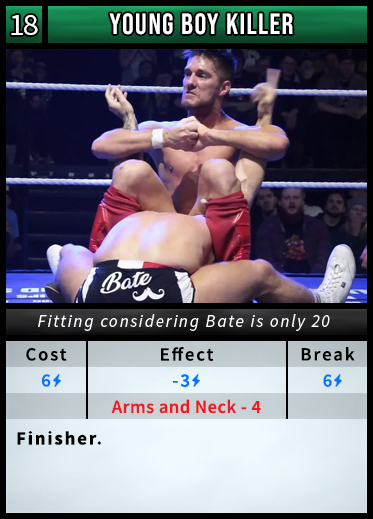 18 YOUNG BOY KILLER
Bate
Fitting considering Bate is only 20
Cost Effect Break
6 -3 6
Arms and Neck - 4
Finisher.